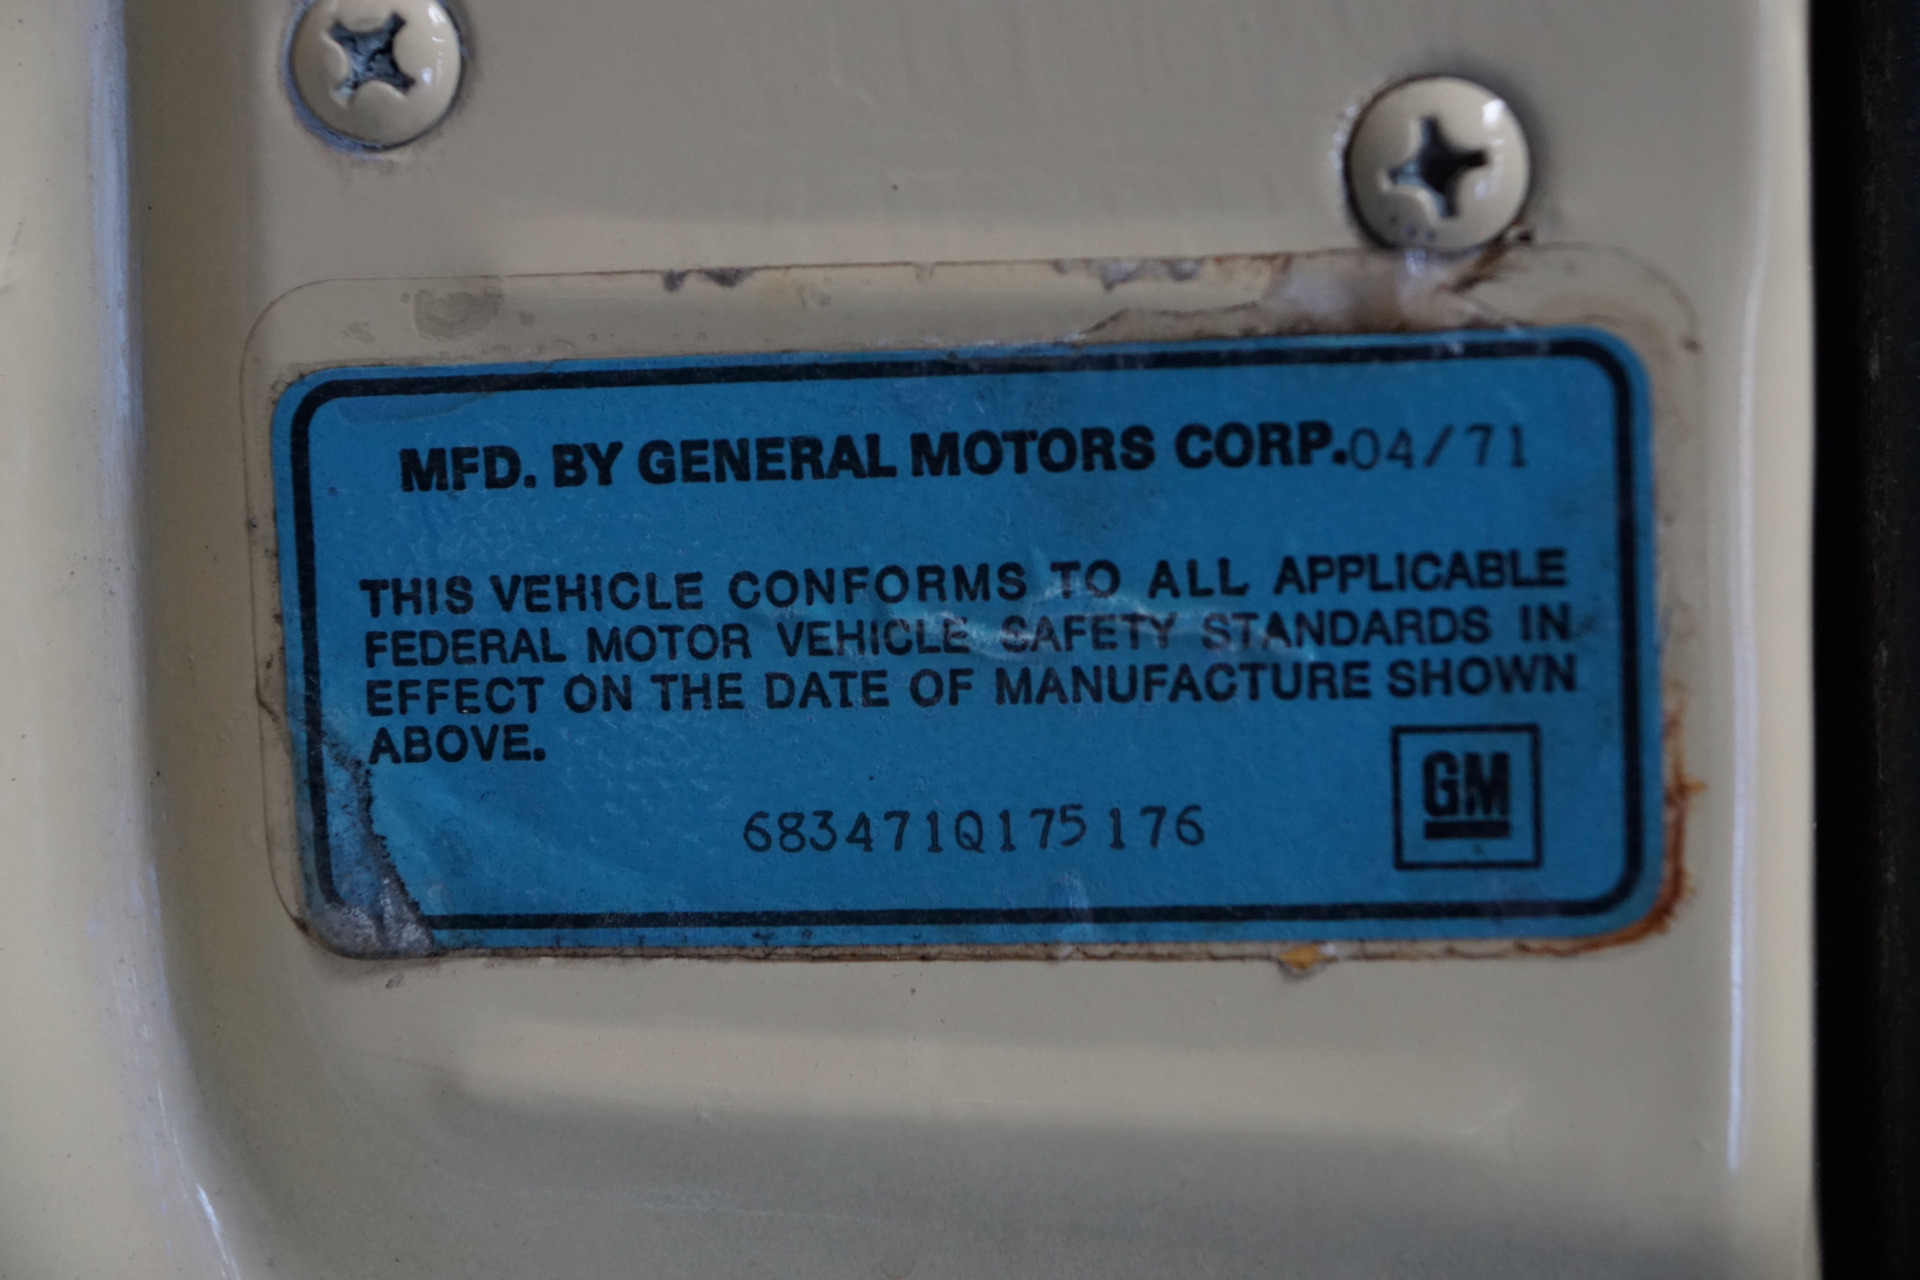 MFD. BY GENERAL MOTORS CORP. 04/71
THIS VEHICLE CONFORMS TO ALL APPLICABLE
FEDERAL MOTOR VEHICLE SAFETY STANDARDS IN
EFFECT ON THE DATE OF MANUFACTURE SHOWN
ABOVE.
683471Q175176
GM